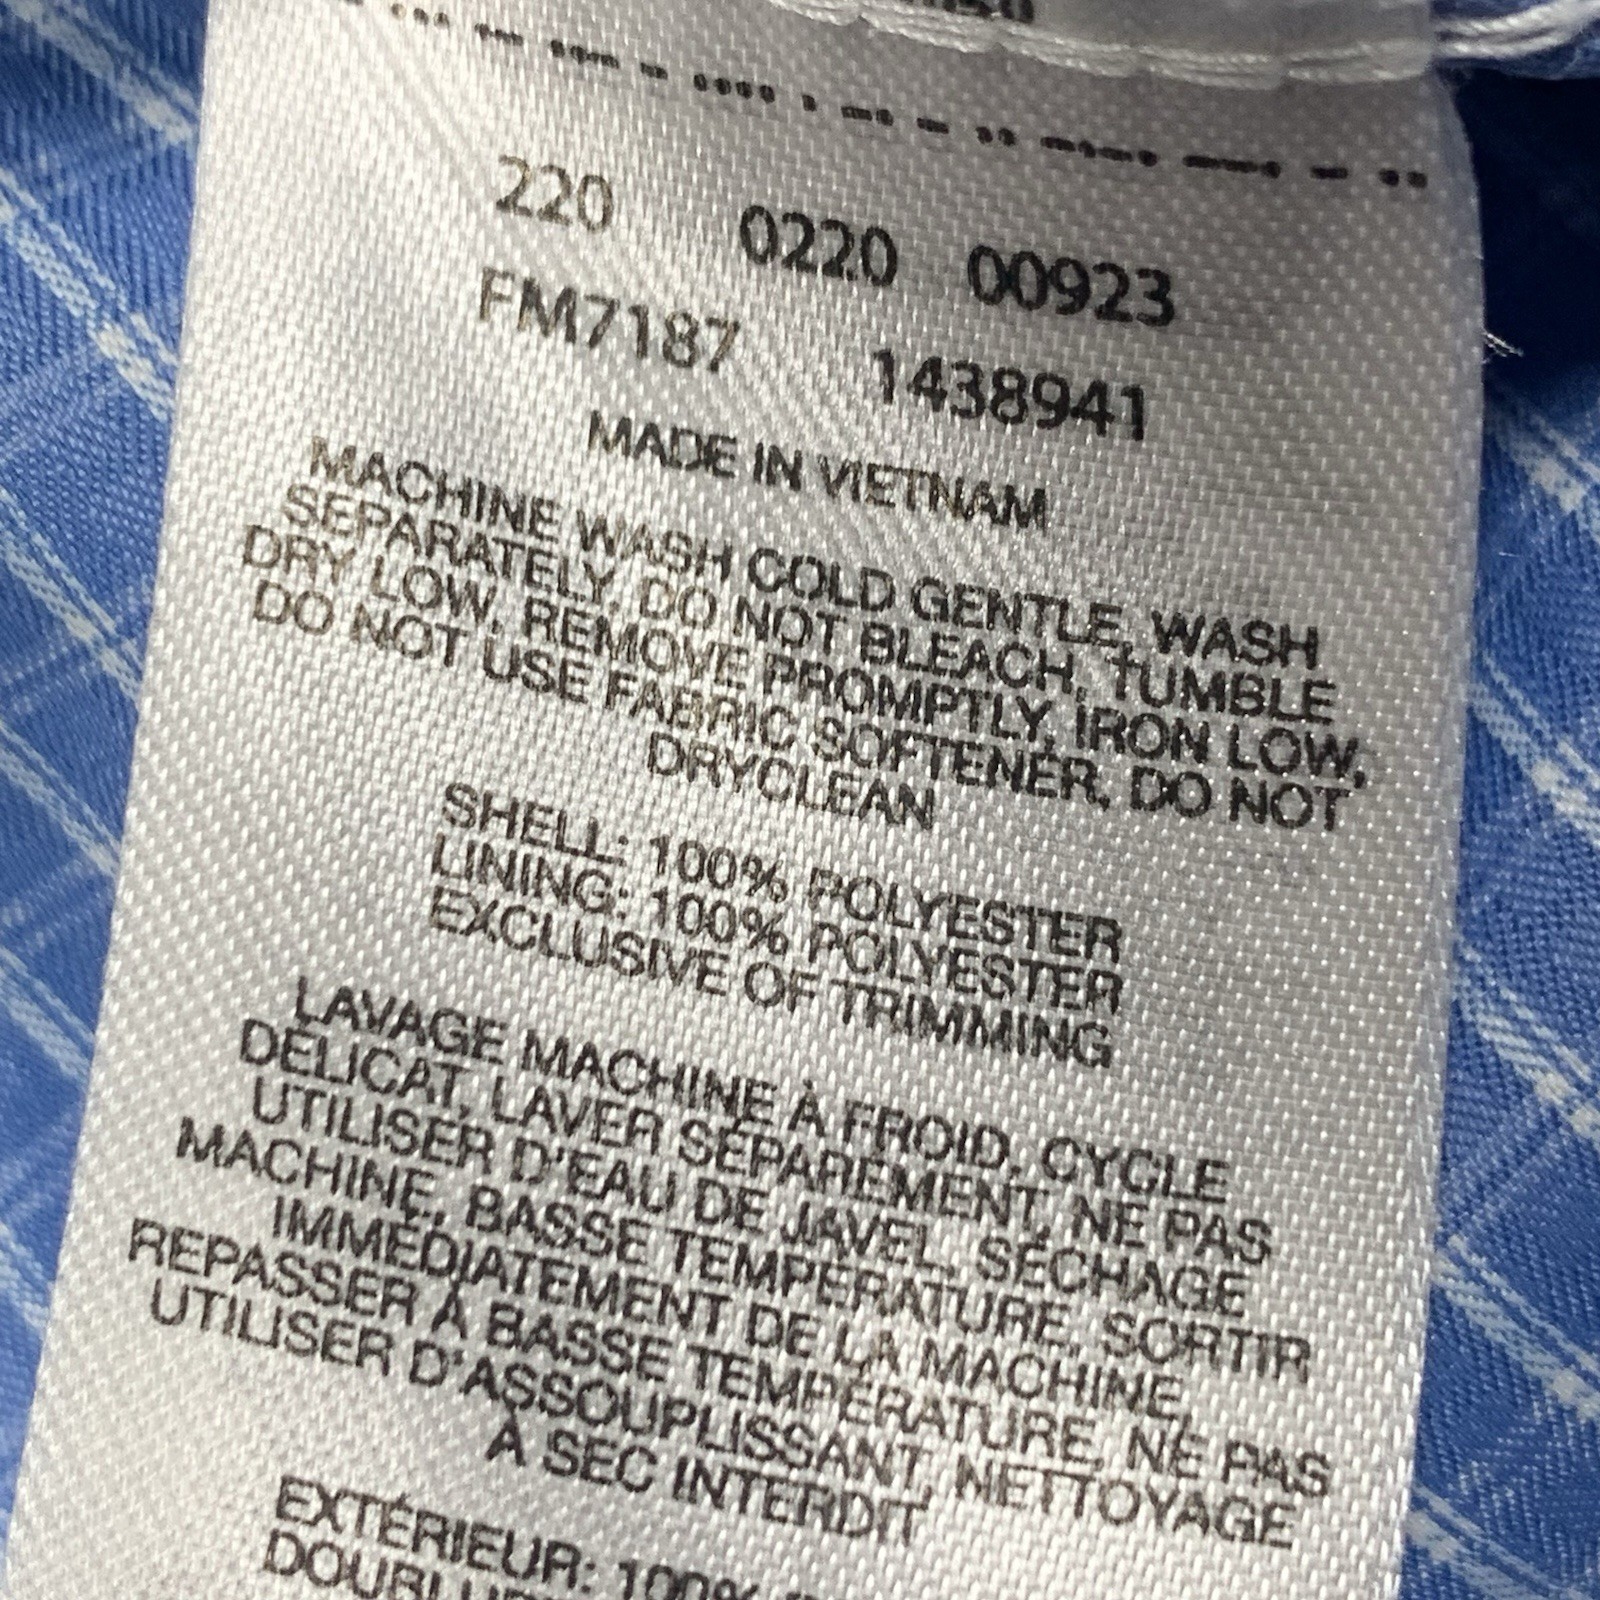 220 0220 00923
FM7187 1438941
MADE IN VIETNAM
MACHINE WASH COLD GENTLE, WASH
SEPARATELY, DO NOT BLEACH, TUMBLE
DRY LOW, REMOVE PROMPTLY, IRON LOW,
DO NOT USE FABRIC SOFTENER, DO NOT
DRYCLEAN
SHELL: 100% POLYESTER
LINING: 100% POLYESTER
EXCLUSIVE OF TRIMMING
LAVAGE MACHINE À FROID, CYCLE
DÉLICAT, LAVER SÉPARÉMENT, NE PAS
UTILISER D'EAU DE JAVEL, SÉCHAGE
MACHINE, BASSE TEMPÉRATURE, SORTIR
IMMÉDIATEMENT DE LA MACHINE,
REPASSER À BASSE TEMPÉRATURE, NE PAS
UTILISER D'ASSOUPLISSANT, NETTOYAGE
À SEC INTERDIT
EXTÉRIEUR: 100%